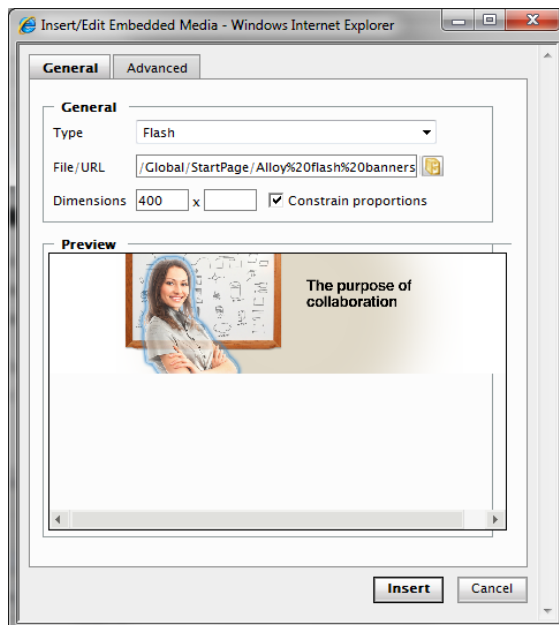 Insert/Edit Embedded Media - Windows Internet Explorer
General Advanced
General
Type Flash
File/URL /Global/StartPage/Alloy%20flash%20banners
Dimensions 400 x Constrain proportions
Preview
The purpose of
collaboration
Insert Cancel